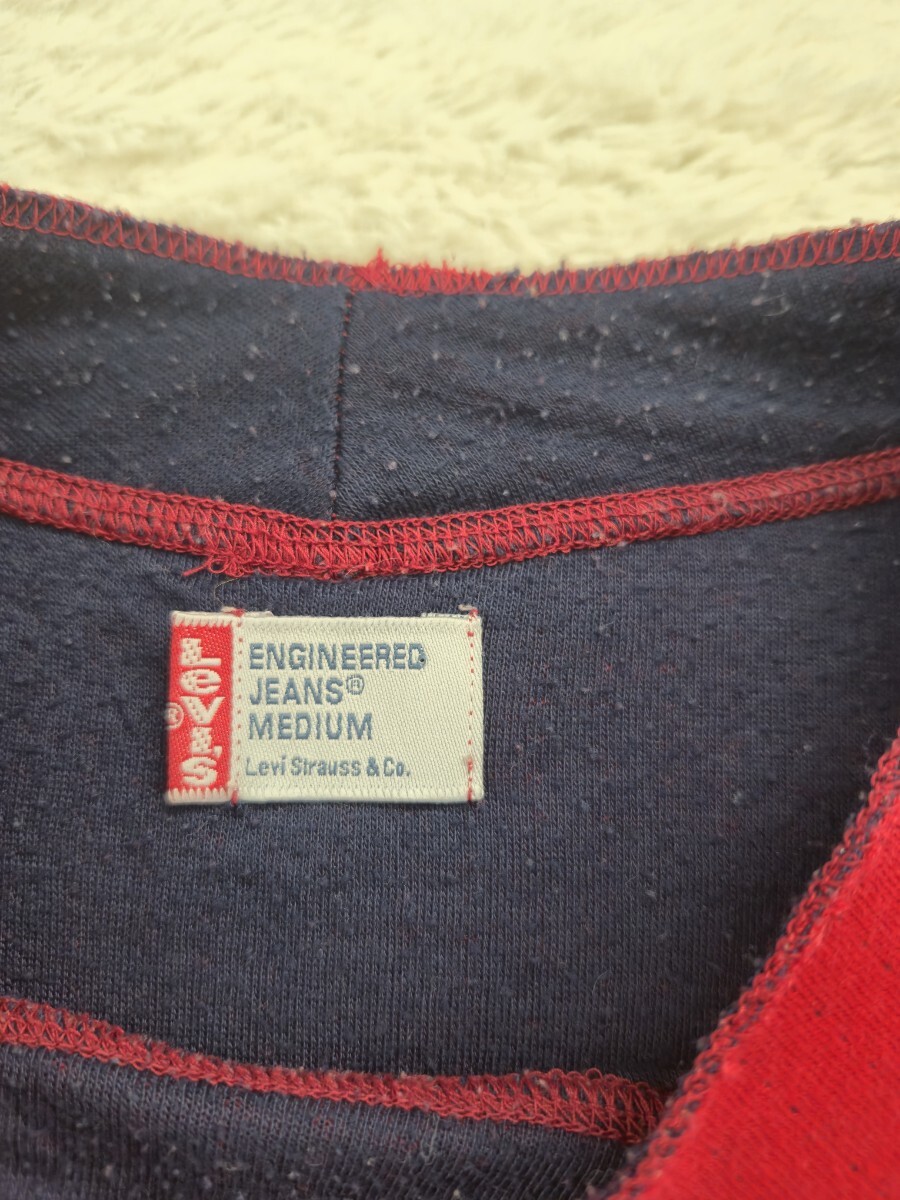 LEVI'S
®
ENGINEERED
JEANS®
MEDIUM
Levi Strauss & Co.